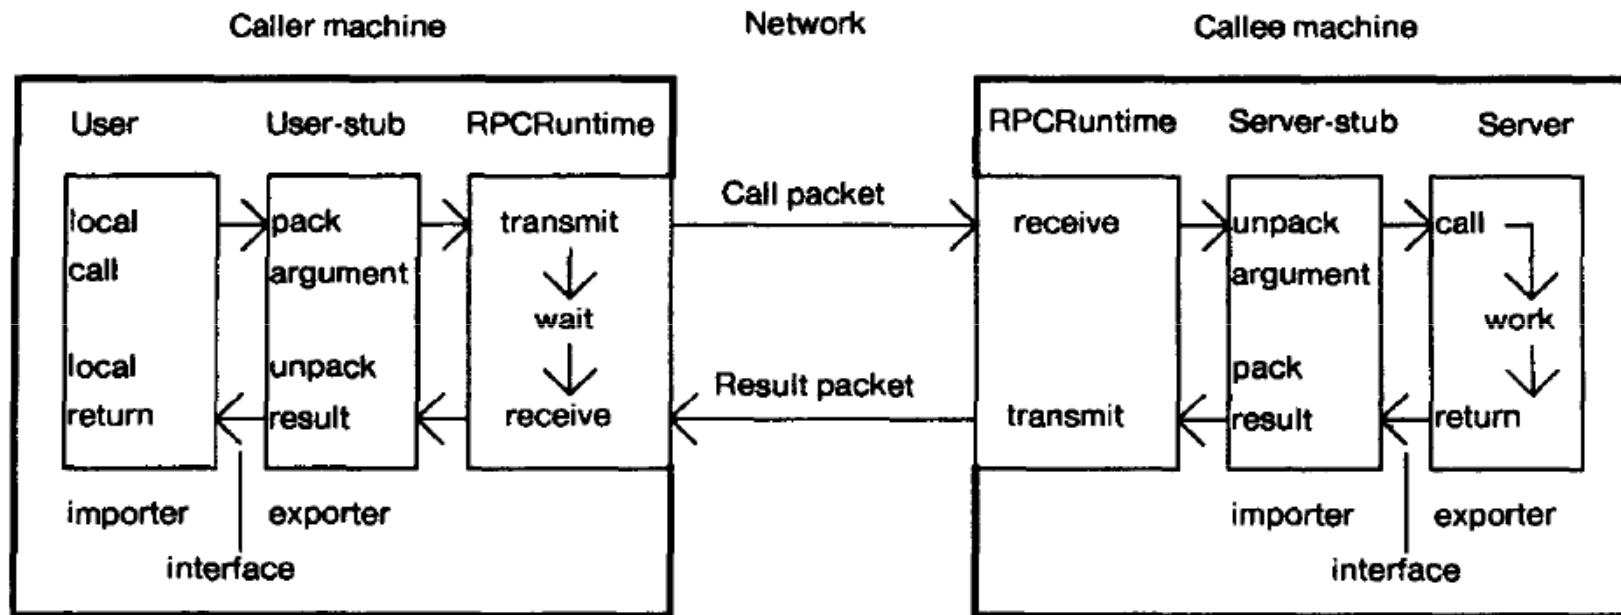 Caller machine
Network
Callee machine
User
User-stub
RPCRuntime
RPCRuntime
Server-stub
Server
Call packet
local
call
pack
argument
transmit
wait
receive
local
return
unpack
result
Result packet
receive
transmit
unpack
argument
pack
result
call
work
return
importer
exporter
interface
importer
exporter
interface